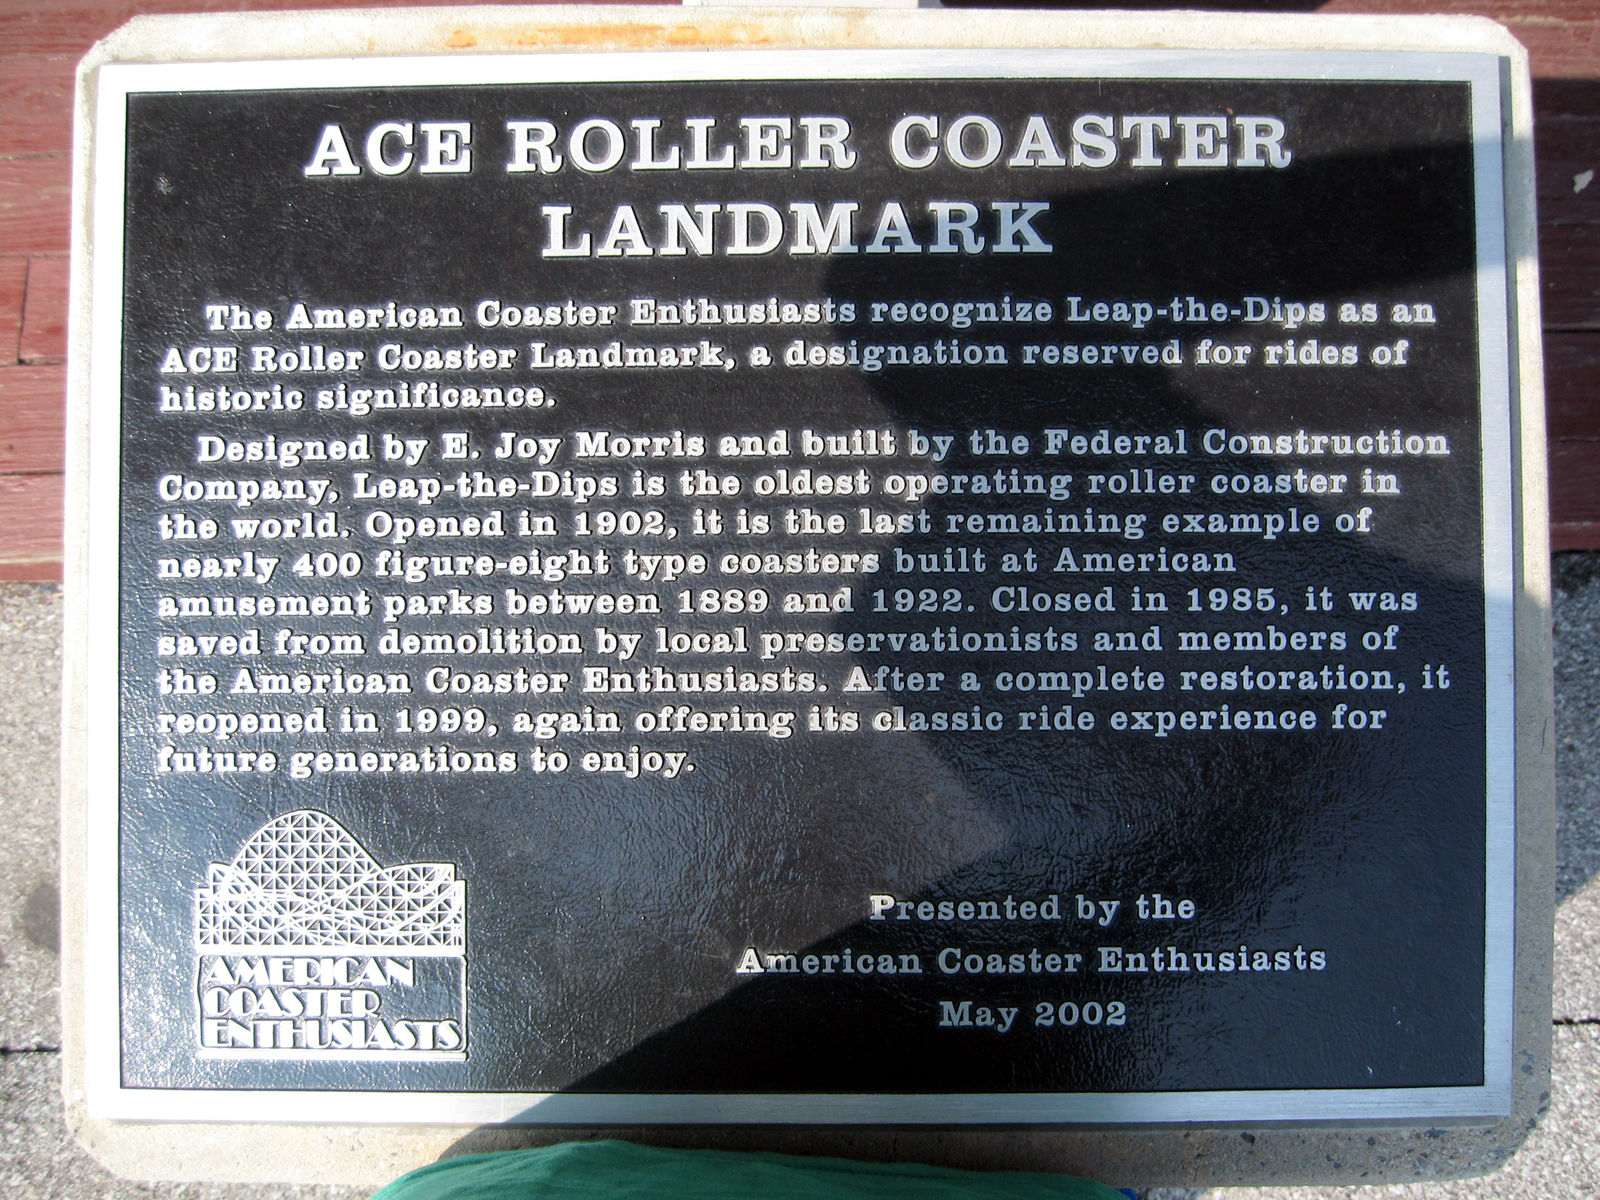 ACE ROLLER COASTER
LANDMARK
The American Coaster Enthusiasts recognize Leap-the-Dips as an
ACE Roller Coaster Landmark, a designation reserved for rides of
historic significance.
Designed by E. Joy Morris and built by the Federal Construction
Company, Leap-the-Dips is the oldest operating roller coaster in
the world. Opened in 1902, it is the last remaining example of
nearly 400 figure-eight type coasters built at American
amusement parks between 1889 and 1922. Closed in 1985, it was
saved from demolition by local preservationists and members of
the American Coaster Enthusiasts. After a complete restoration, it
reopened in 1999, again offering its classic ride experience for
future generations to enjoy.
Presented by the
American Coaster Enthusiasts
May 2002
AMERICAN
COASTER
ENTHUSIASTS